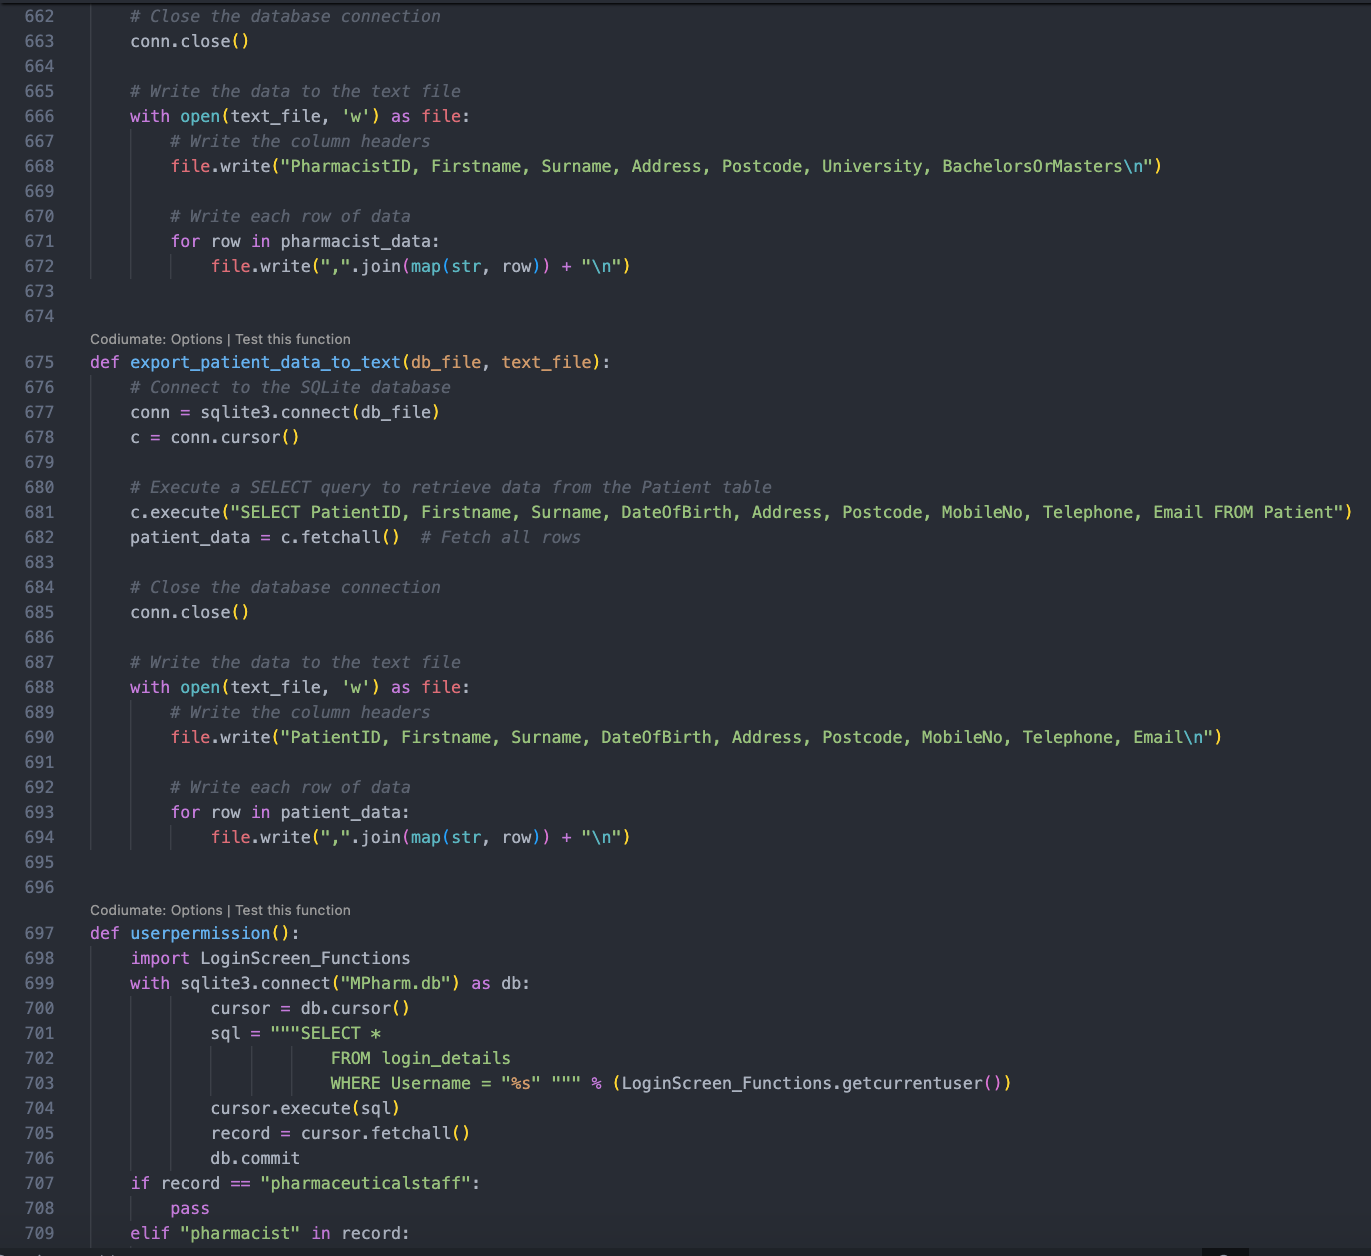 662 # Close the database connection
663 conn.close()
664
665 # Write the data to the text file
666 with open(text_file, 'w') as file:
667 # Write the column headers
668 file.write("PharmacistID, Firstname, Surname, Address, Postcode, University, BachelorsOrMasters\n")
669
670 # Write each row of data
671 for row in pharmacist_data:
672 file.write(",".join(map(str, row)) + "\n")
673
674
Codiumate: Options | Test this function
675 def export_patient_data_to_text(db_file, text_file):
676 # Connect to the SQLite database
677 conn = sqlite3.connect(db_file)
678 c = conn.cursor()
679
680 # Execute a SELECT query to retrieve data from the Patient table
681 c.execute("SELECT PatientID, Firstname, Surname, DateOfBirth, Address, Postcode, MobileNo, Telephone, Email FROM Patient")
682 patient_data = c.fetchall() # Fetch all rows
683
684 # Close the database connection
685 conn.close()
686
687 # Write the data to the text file
688 with open(text_file, 'w') as file:
689 # Write the column headers
690 file.write("PatientID, Firstname, Surname, DateOfBirth, Address, Postcode, MobileNo, Telephone, Email\n")
691
692 # Write each row of data
693 for row in patient_data:
694 file.write(",".join(map(str, row)) + "\n")
695
696
Codiumate: Options | Test this function
697 def userpermission():
698 import LoginScreen_Functions
699 with sqlite3.connect("MPharm.db") as db:
700 cursor = db.cursor()
701 sql = """SELECT *
702 FROM login_details
703 WHERE Username = "%s" """ % (LoginScreen_Functions.getcurrentuser())
704 cursor.execute(sql)
705 record = cursor.fetchall()
706 db.commit
707 if record == "pharmaceuticalstaff":
708 pass
709 elif "pharmacist" in record: